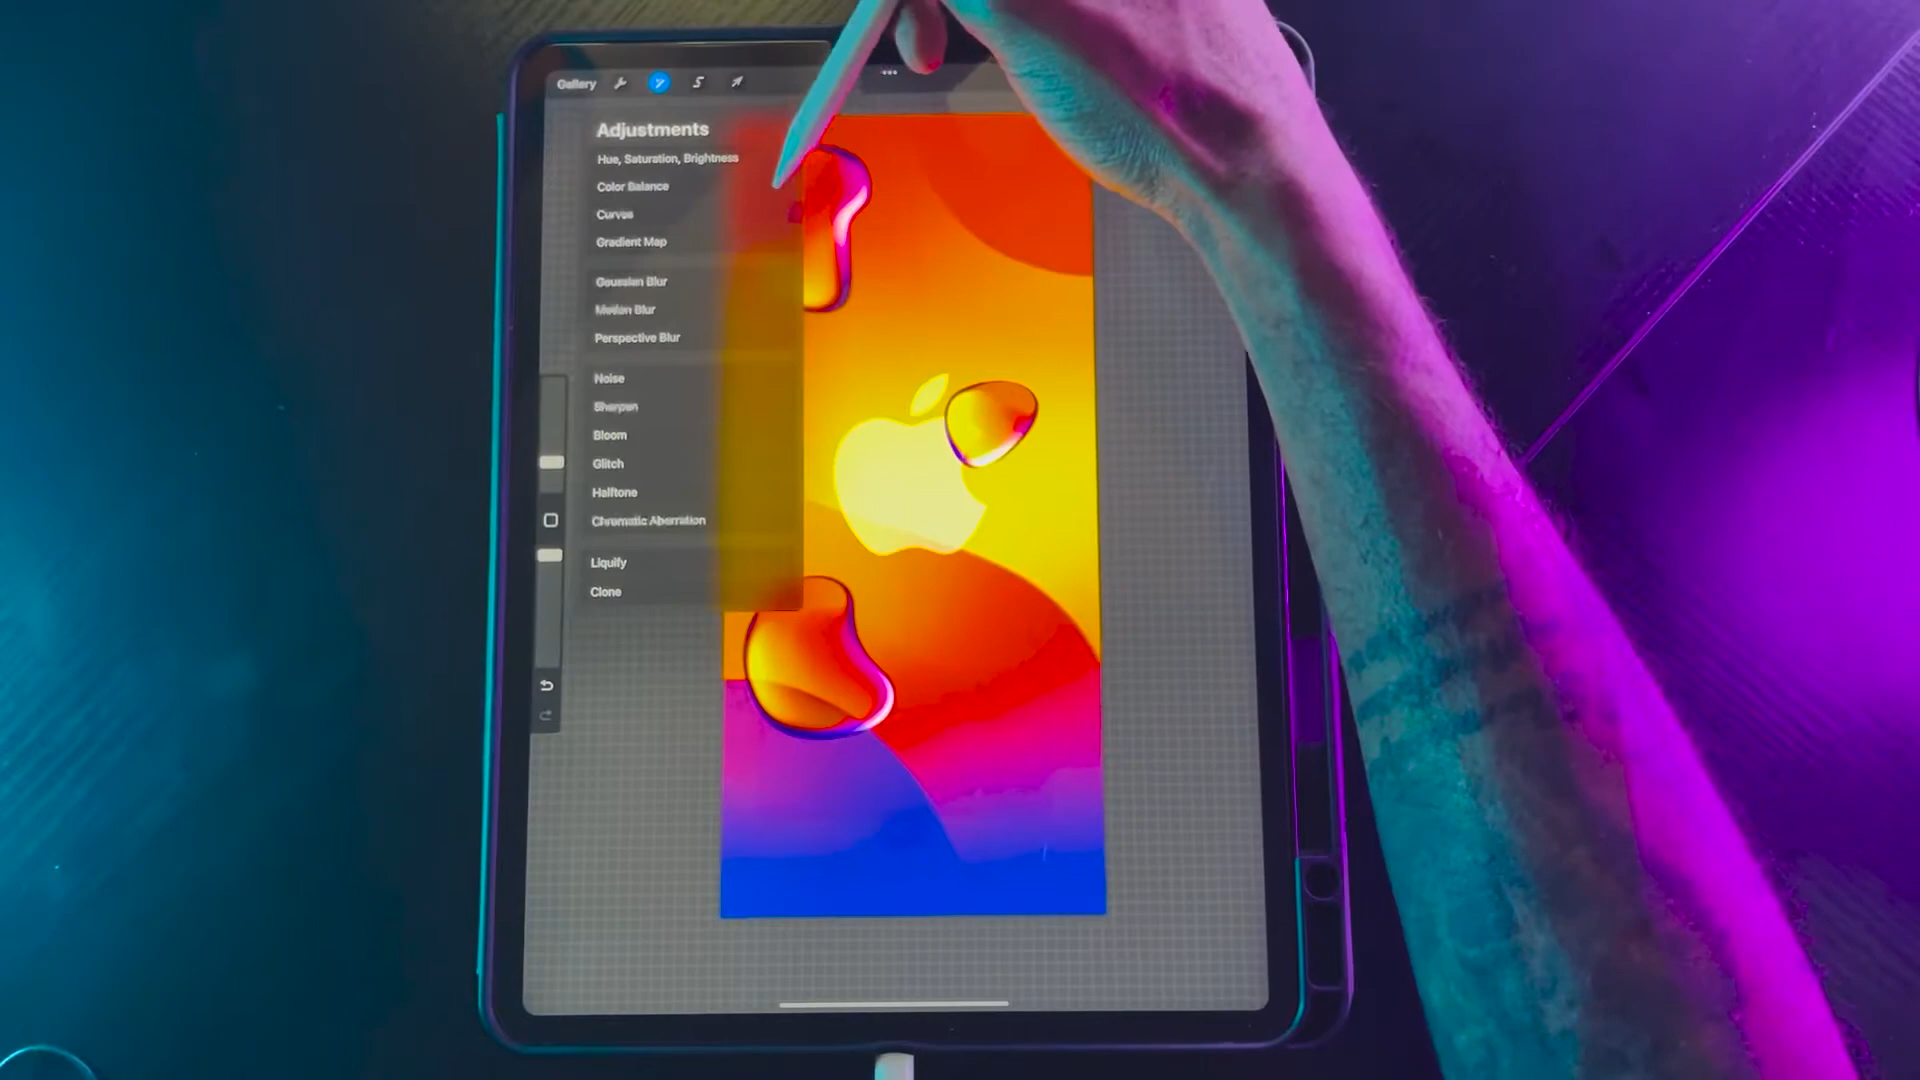 Gallery
Adjustments
Hue, Saturation, Brightness
Color Balance
Curves
Gradient Map
Gaussian Blur
Motion Blur
Perspective Blur
Noise
Sharpen
Bloom
Glitch
Halftone
Chromatic Aberration
Liquify
Clone